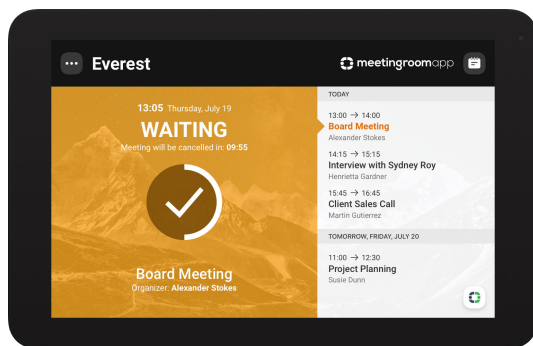 Everest
meetingroomapp
13:05 Thursday, July 19
WAITING
Meeting will be cancelled in: 09:55
Board Meeting
Organizer: Alexander Stokes
TODAY
13:00 → 14:00
Board Meeting
Alexander Stokes
14:15 → 15:15
Interview with Sydney Roy
Henrietta Gardner
15:45 → 16:45
Client Sales Call
Martin Gutierrez
TOMORROW, FRIDAY, JULY 20
11:00 → 12:30
Project Planning
Susie Dunn